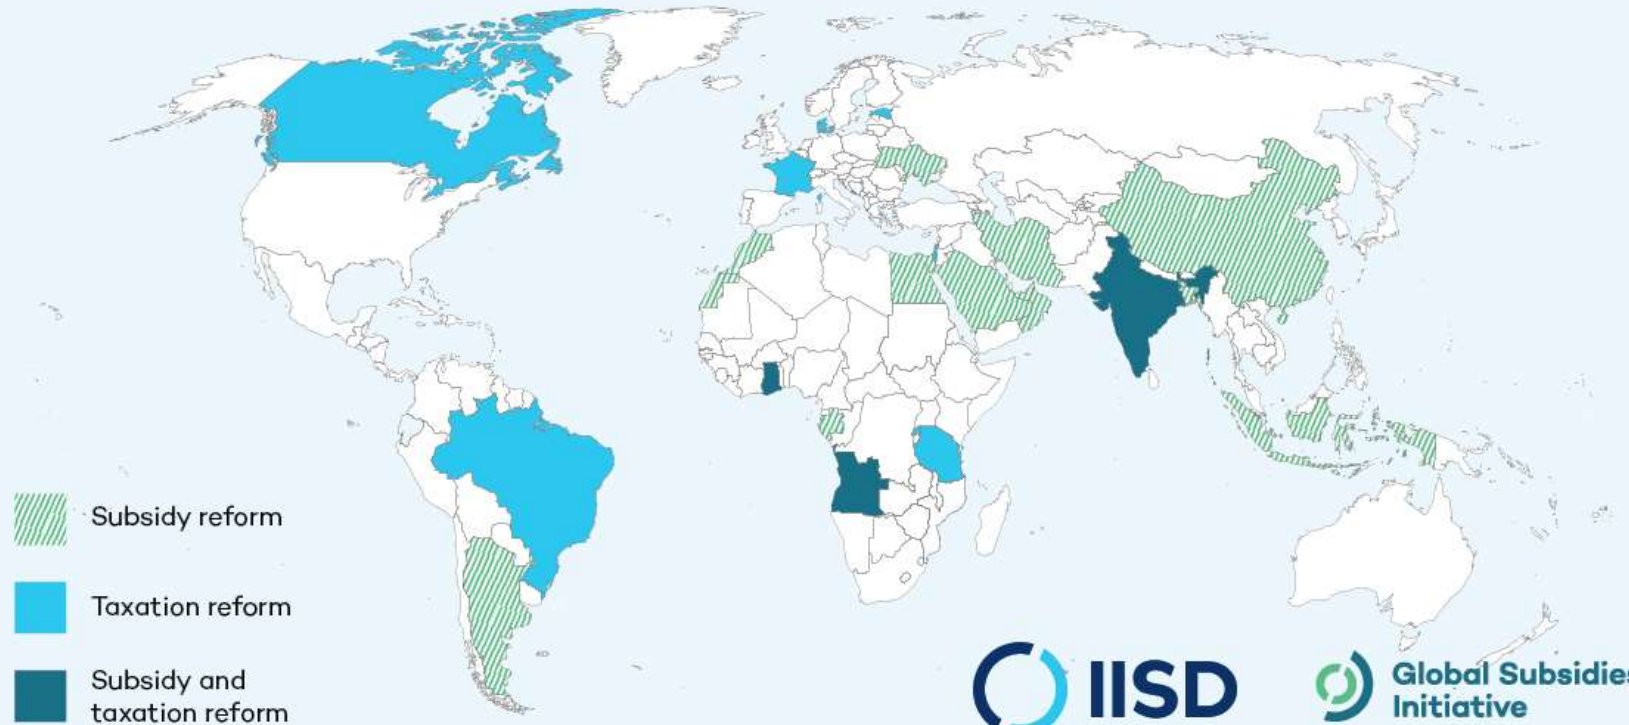 Subsidy reform
Taxation reform
Subsidy and
taxation reform
IISD
Global Subsidies
Initiative